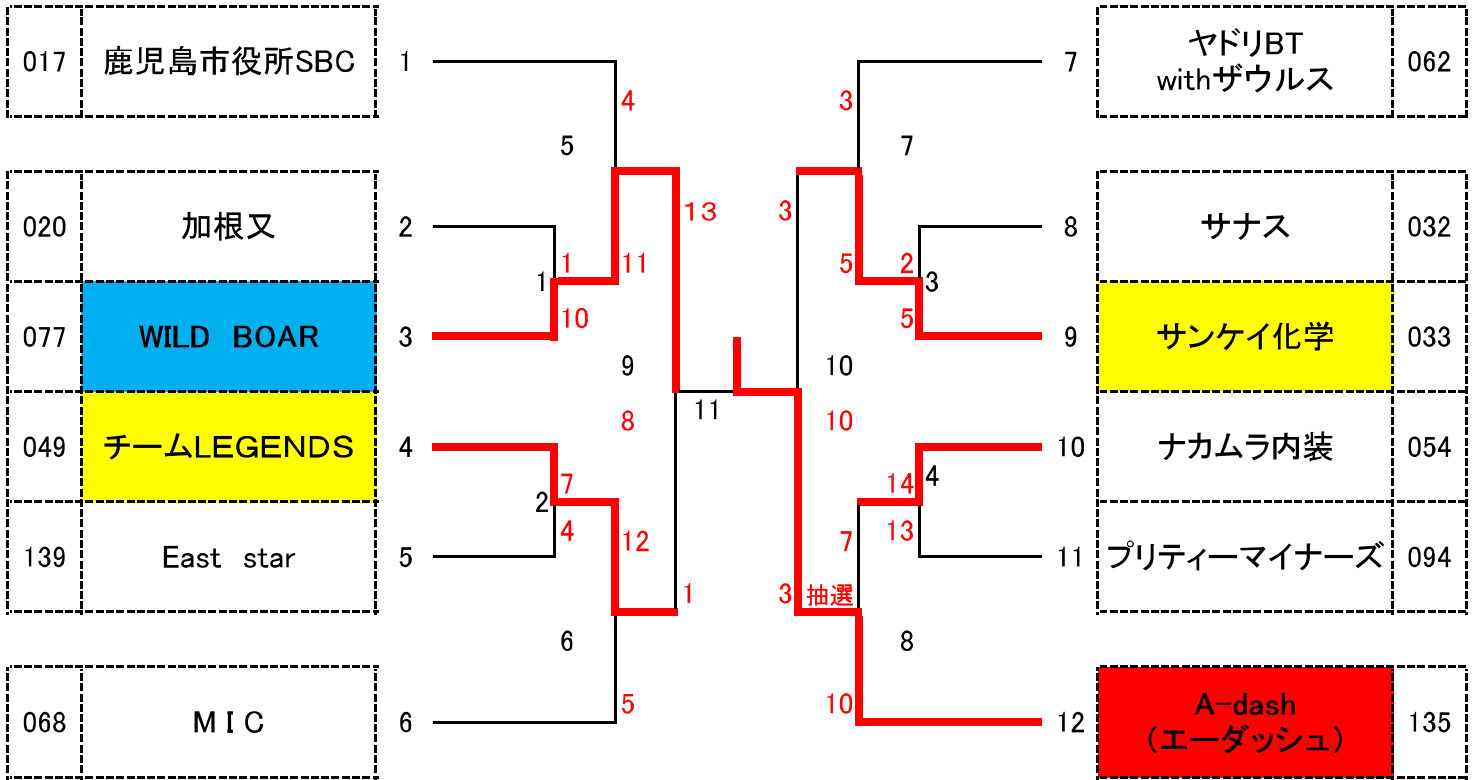 017 鹿児島市役所SBC 1
020 加根又 2
077 WILD BOAR 3
049 チームLEGENDS 4
139 East star 5
068 MIC 6
4
5
13
1
1
11
10
9
8
7
2
4
12
1
6
5
11
3
7
3
5
2
3
5
10
10
14
4
13
7
3
抽選
8
10
7 ヤドリBT 062
withザウルス
8 サナス 032
9 サンケイ化学 033
10 ナカムラ内装 054
11 プリティーマイナーズ 094
12 A-dash 135
(エーダッシュ)